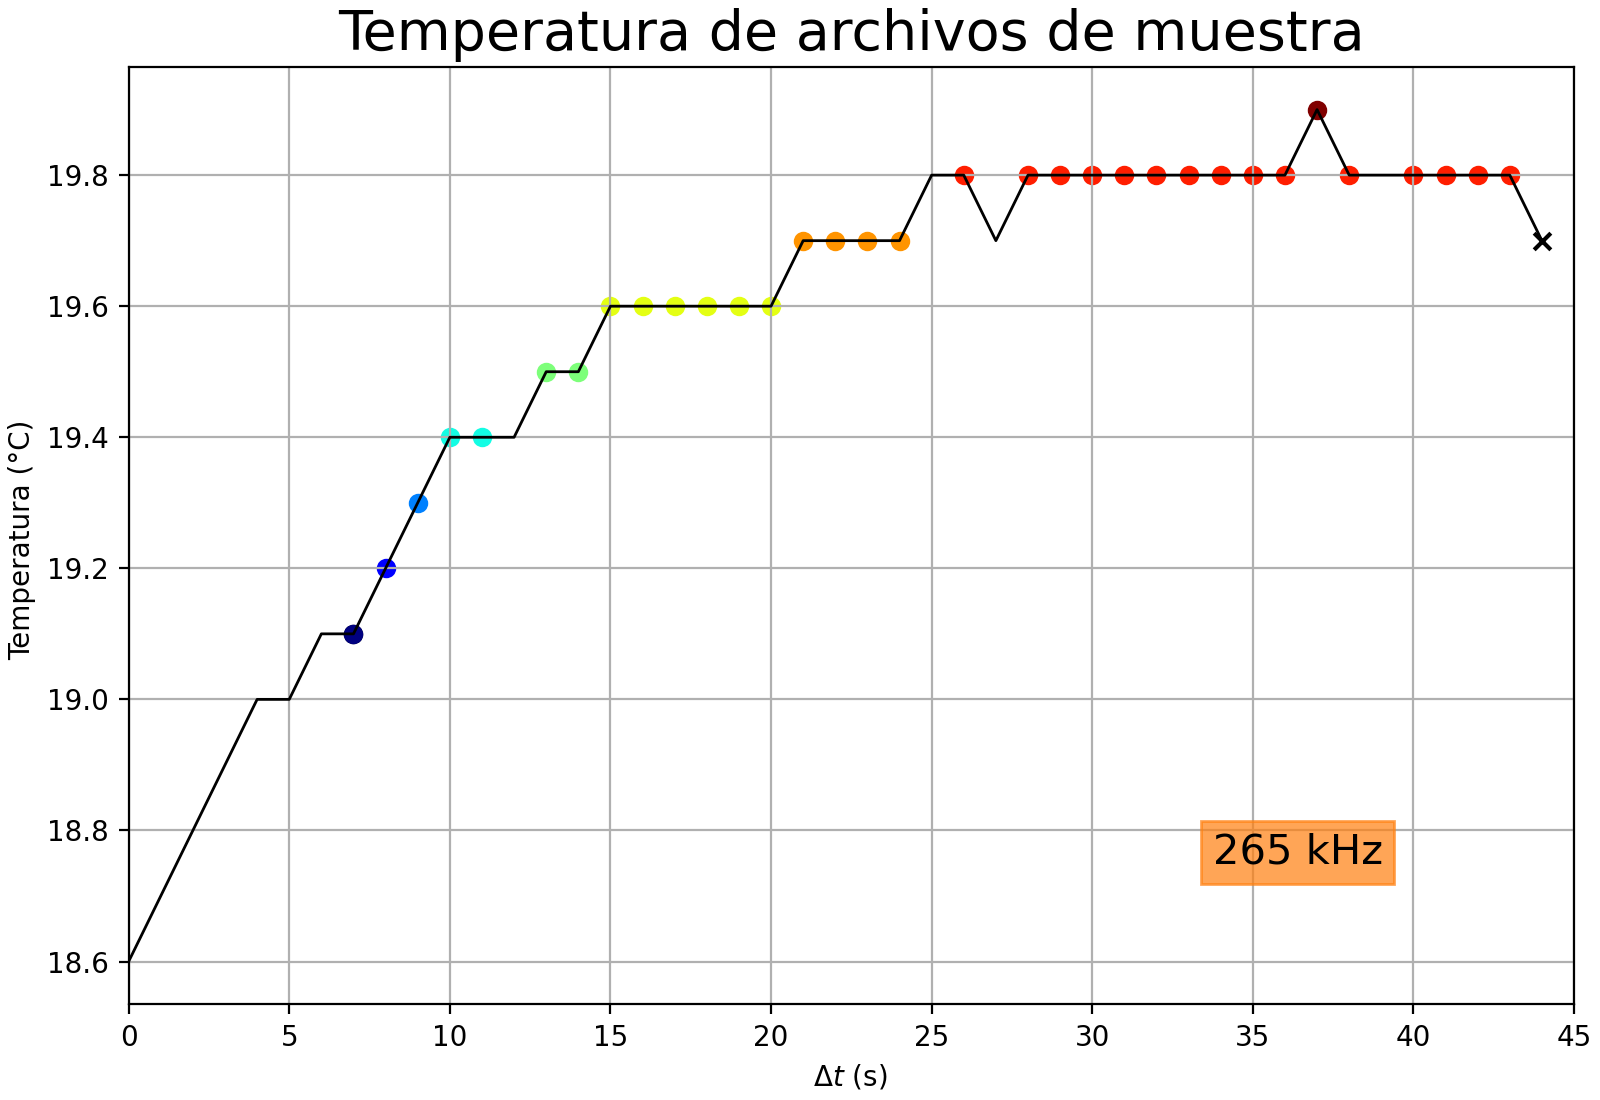 Temperatura de archivos de muestra
Temperatura (°C)
19.8
19.6
19.4
19.2
19.0
18.8
18.6
265 kHz
0 5 10 15 20 25 30 35 40 45
Δt (s)